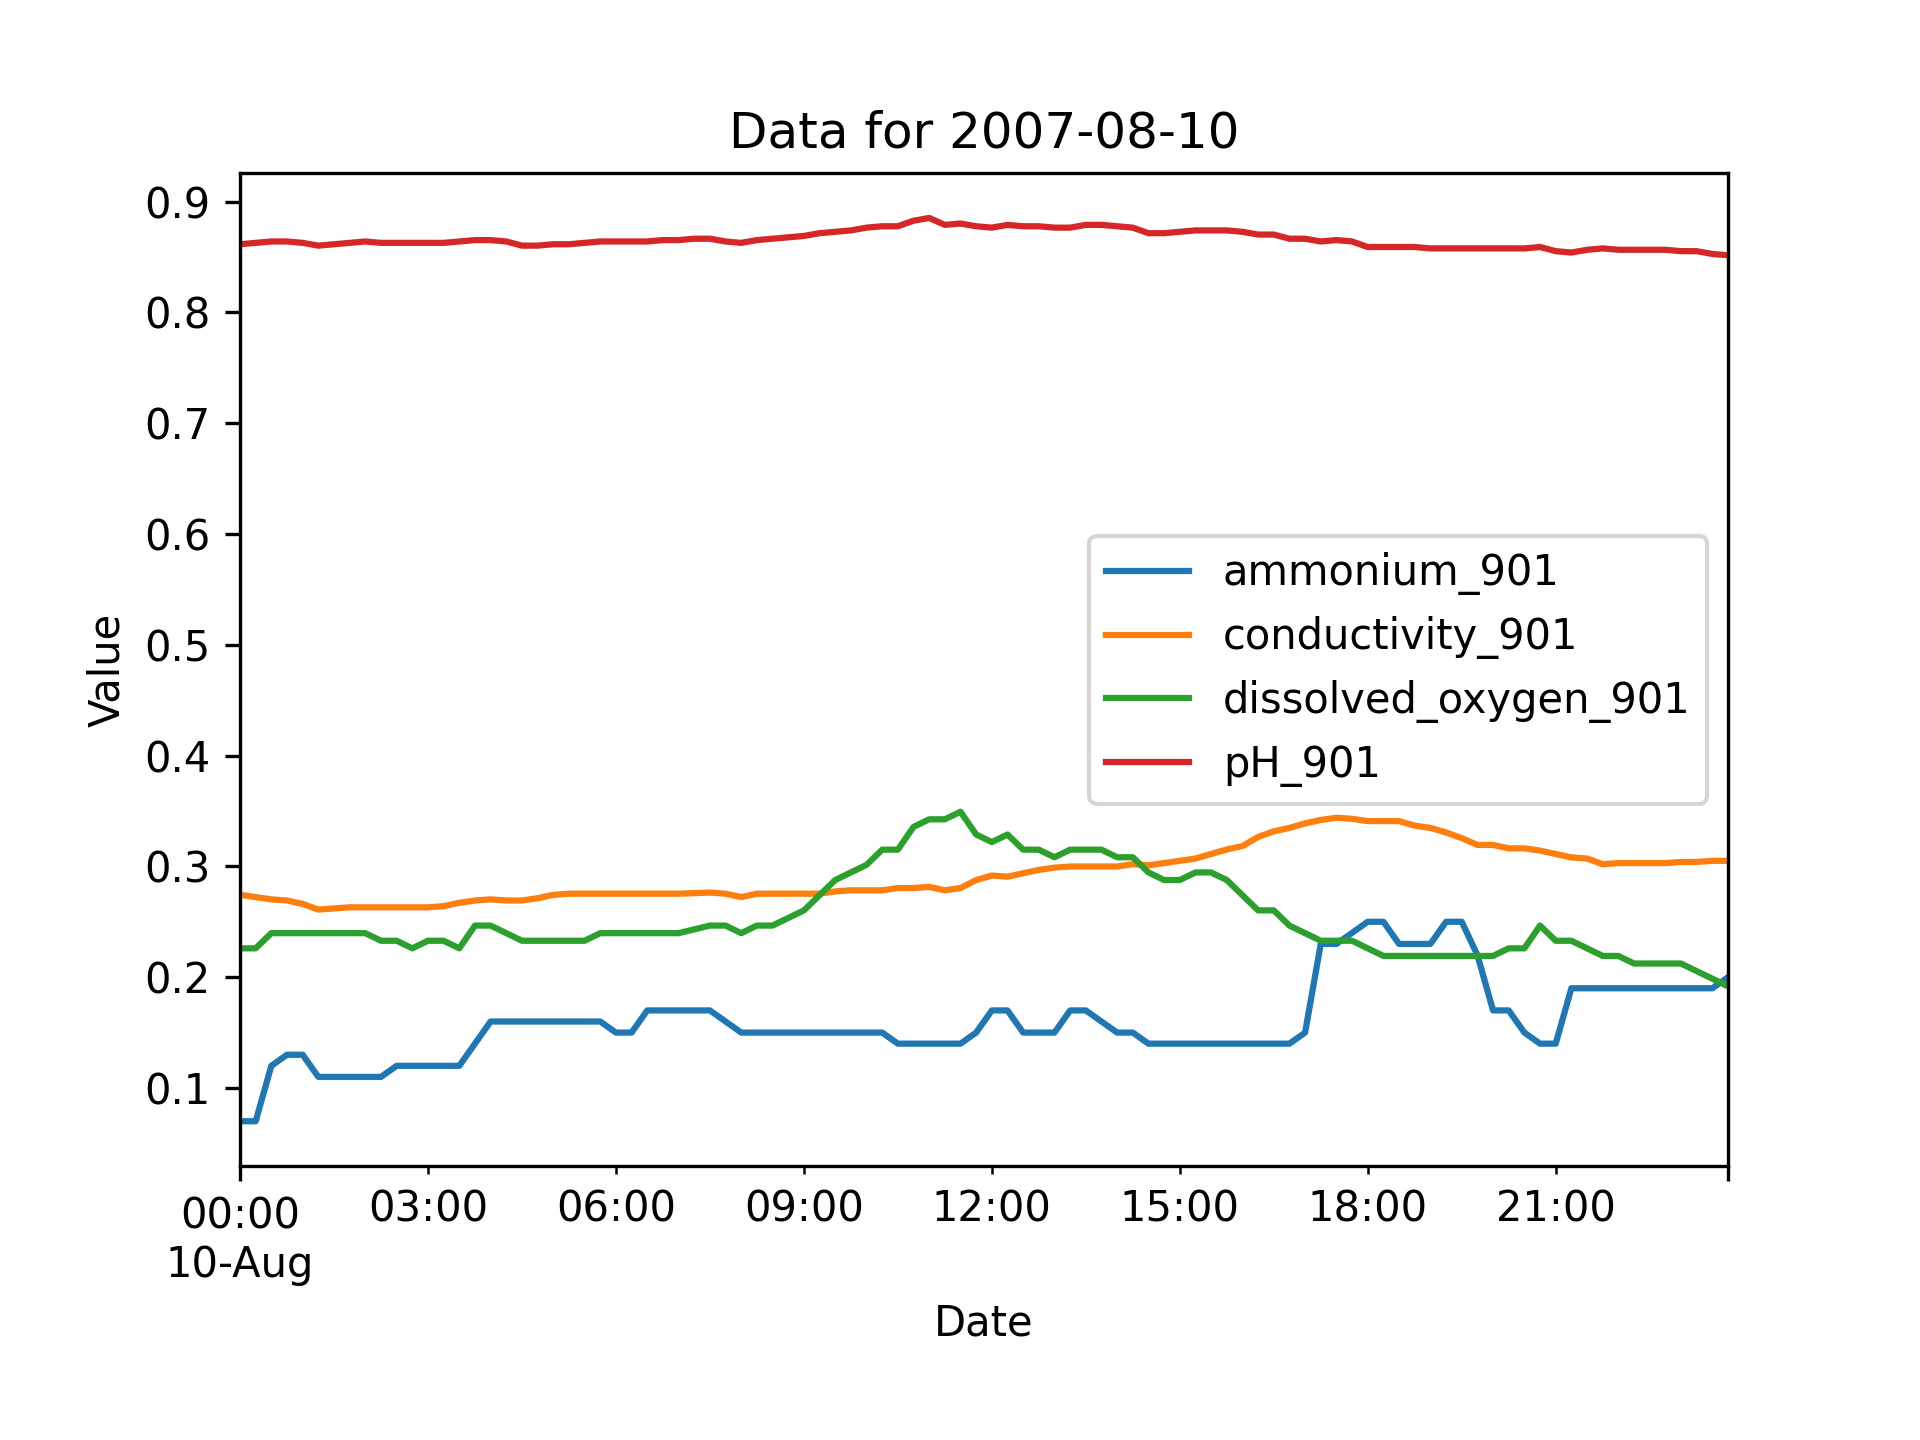 Data for 2007-08-10
0.9
0.8
0.7
0.6
0.5
0.4
0.3
0.2
0.1
Value
ammonium_901
conductivity_901
dissolved_oxygen_901
pH_901
00:00 03:00 06:00 09:00 12:00 15:00 18:00 21:00
10-Aug
Date